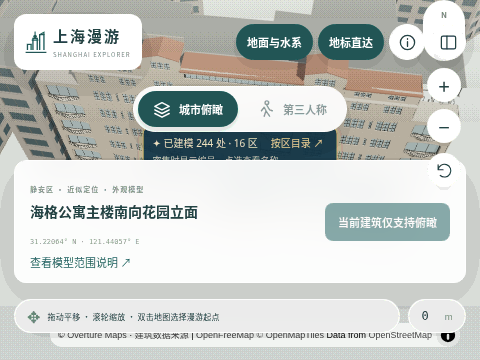 上海漫游
SHANGHAI EXPLORER
地面与水系
地标直达
N
城市俯瞰
第三人称
已建模 244 处 · 16 区 按区目录 ↗
静安区 · 近似定位 · 外观模型
海格公寓主楼南向花园立面
31.22064° N · 121.44057° E
查看模型范围说明 ↗
当前建筑仅支持俯瞰
拖动平移 · 滚轮缩放 · 双击地图选择漫游起点
0 m
© Overture Maps · 建筑数据来源 | OpenFreeMap © OpenMapTiles Data from OpenStreetMap